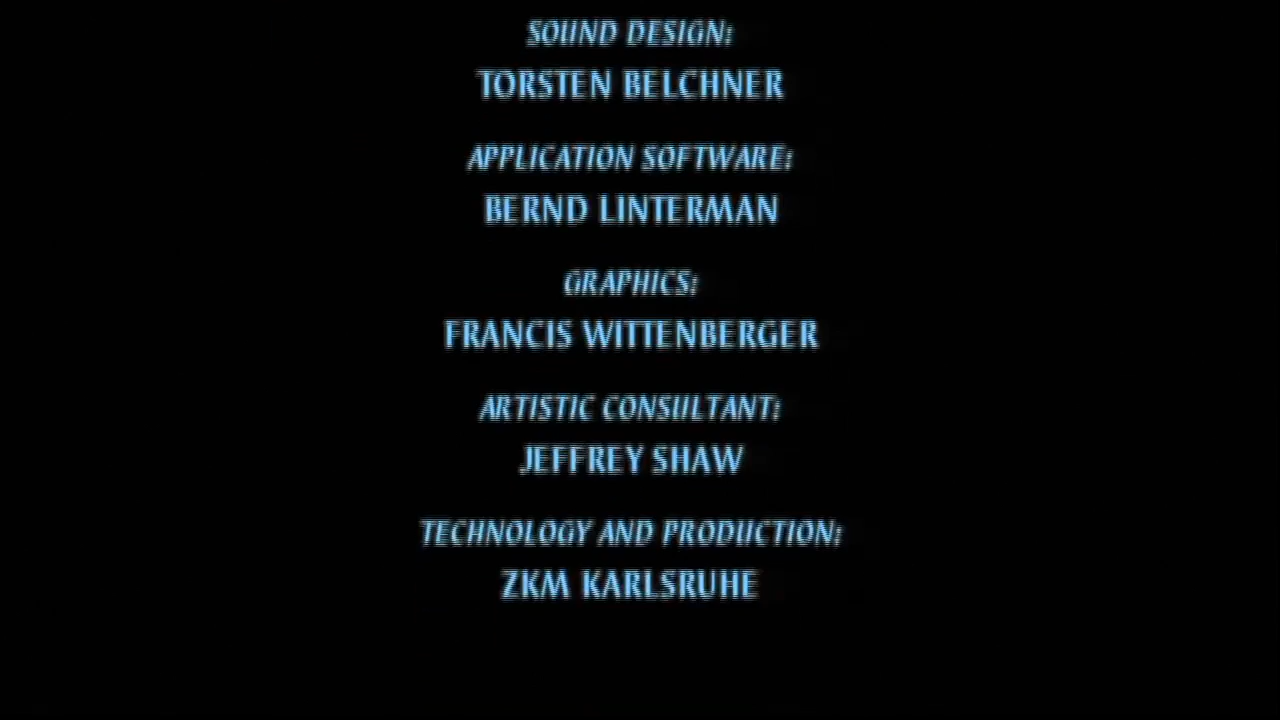 SOUND DESIGN:
TORSTEN BELCHNER
APPLICATION SOFTWARE:
BERND LINTERMAN
GRAPHICS:
FRANCIS WITTENBERGER
ARTISTIC CONSULTANT:
JEFFREY SHAW
TECHNOLOGY AND PRODUCTION:
ZKM KARLSRUHE